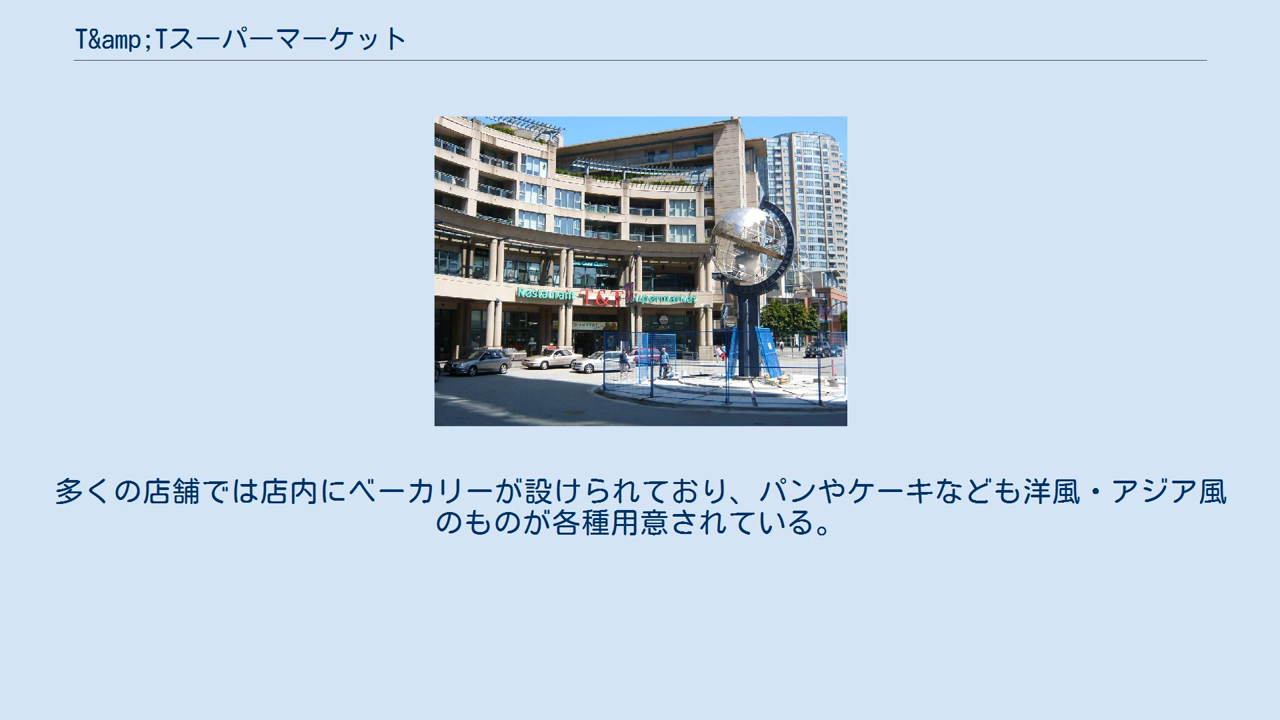 T&amp;Tスーパーマーケット
Restaurant T&T Supermarket
多くの店舗では店内にベーカリーが設けられており、パンやケーキなども洋風・アジア風
のものが各種用意されている。